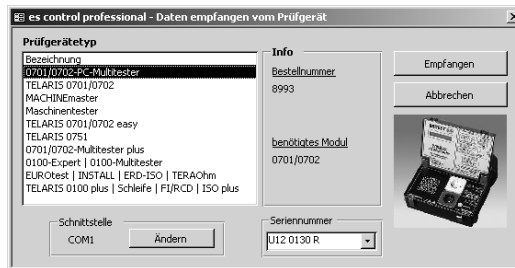 es control professional - Daten empfangen vom Prüfgerät
Prüfgerätetyp
Bezeichnung
0701/0702-PC-Multitester
TELARIS 0701/0702
MACHINEmaster
Maschinentester
TELARIS 0701/0702 easy
TELARIS 0751
0701/0702-Multitester plus
0100-Expert | 0100-Multitester
EUROtest | INSTALL | ERD-ISO | TERAOhm
TELARIS 0100 plus | Schleife | FI/RCD | ISO plus
Info
Bestellnummer
8993
benötigtes Modul
0701/0702
Empfangen
Abbrechen
Schnittstelle
COM1
Ändern
Seriennummer
U12 0130 R